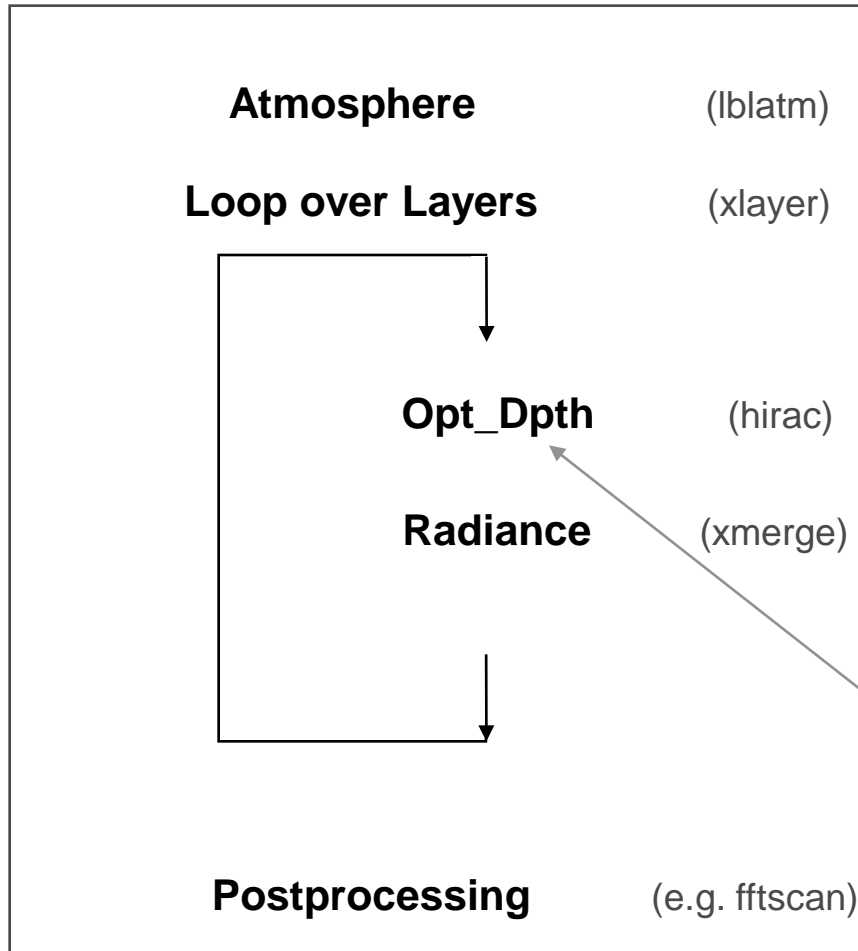 Atmosphere (lblatm)
Loop over Layers (xlayer)
Opt_Dpth (hirac)
Radiance (xmerge)
Postprocessing (e.g. fftscan)